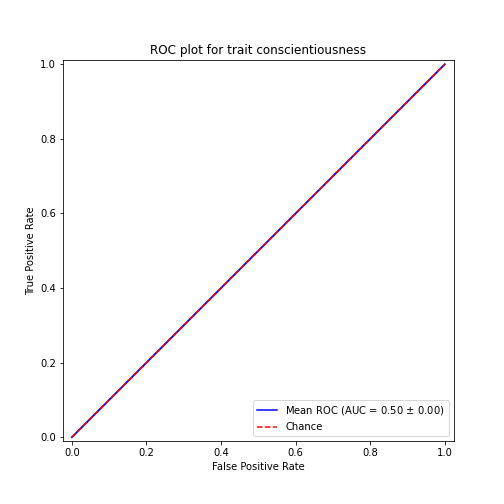 ROC plot for trait conscientiousness
1.0
0.8
0.6
0.4
0.2
0.0
True Positive Rate
Mean ROC (AUC = 0.50 ± 0.00)
Chance
0.0 0.2 0.4 0.6 0.8 1.0
False Positive Rate